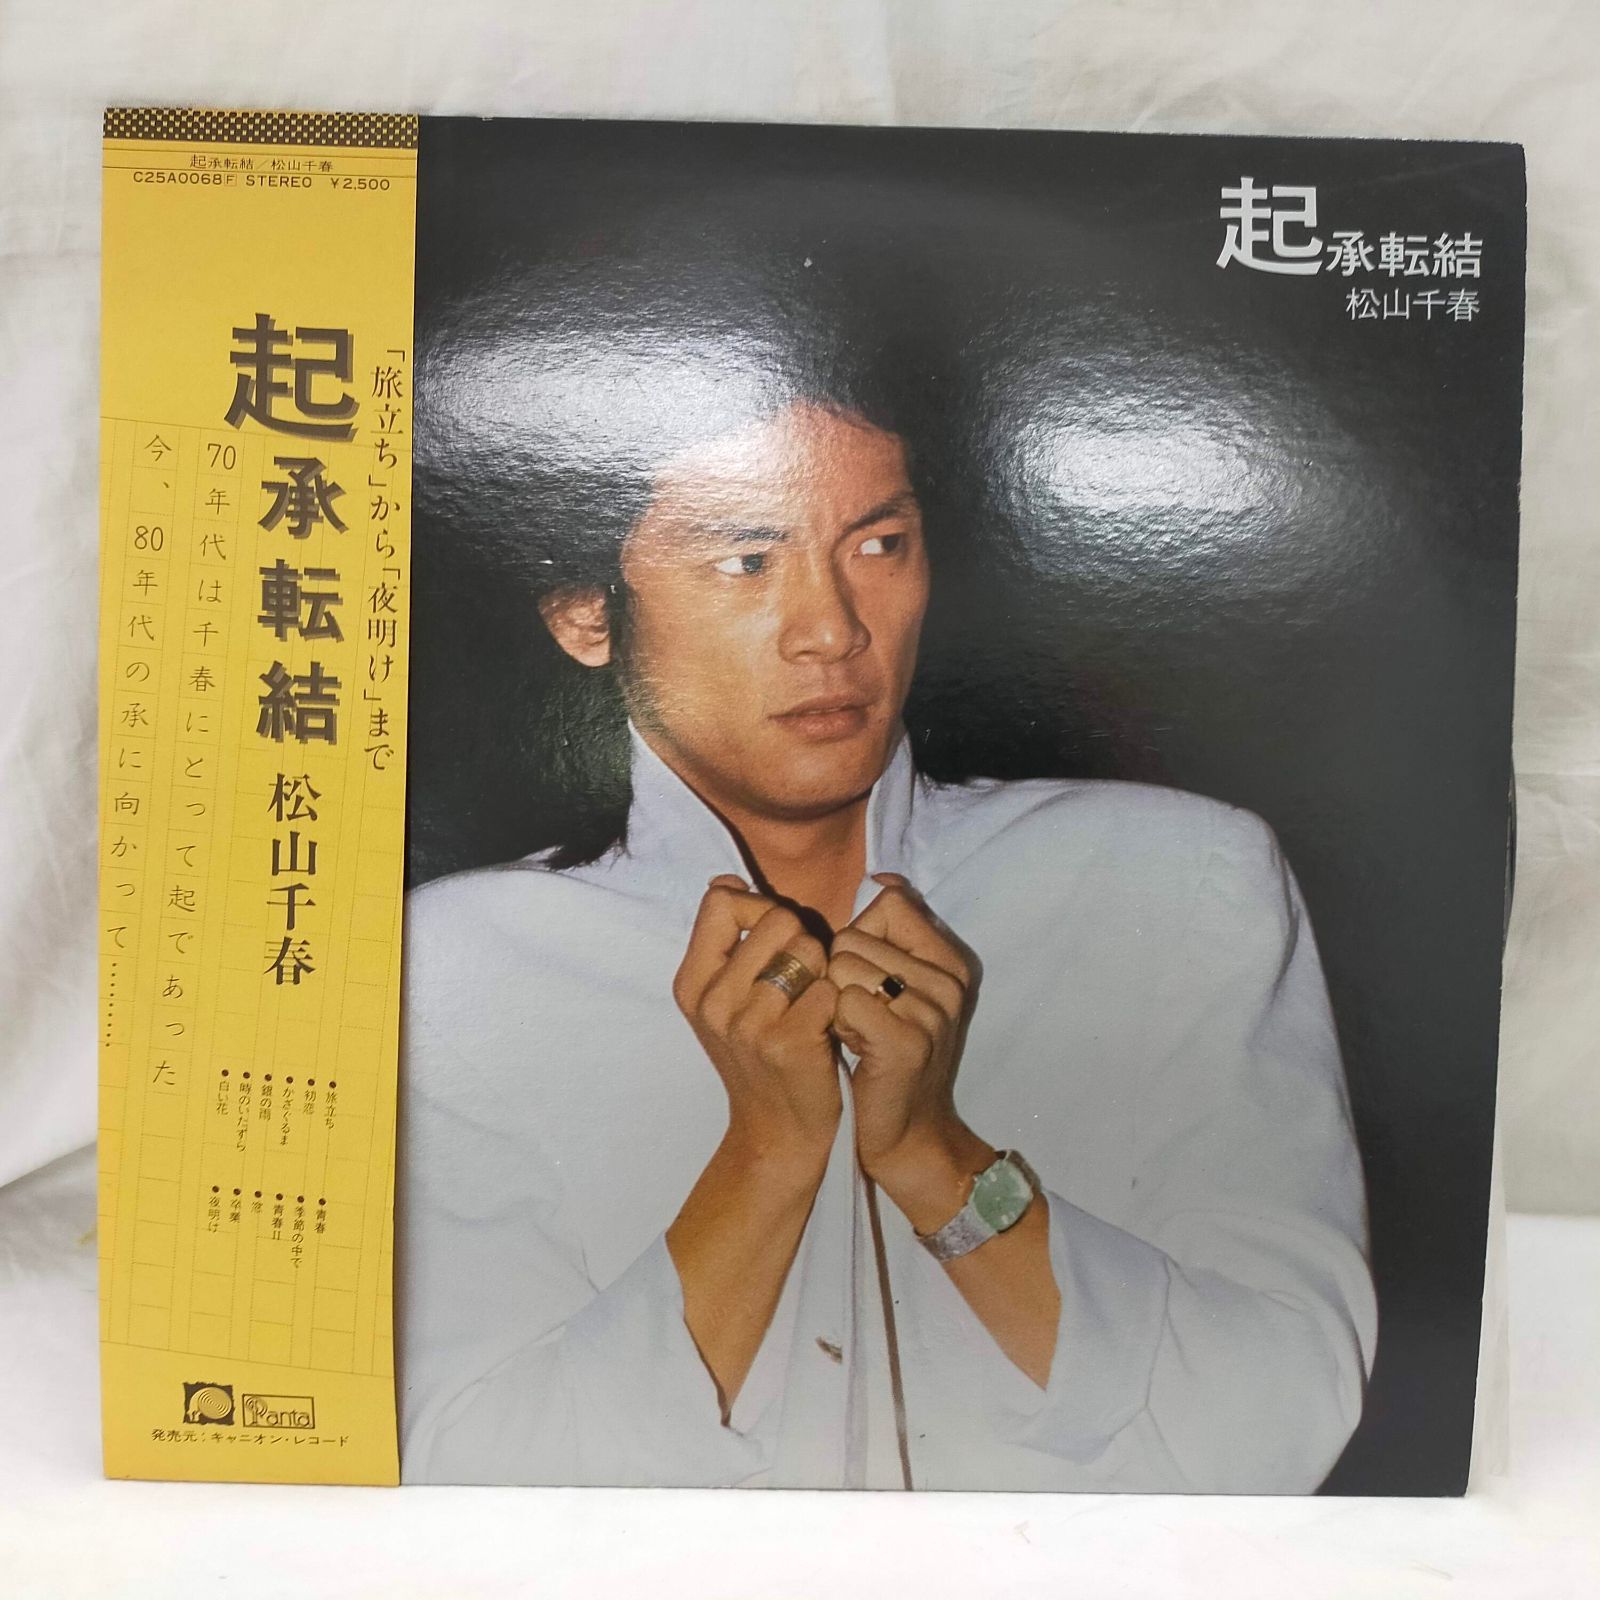 起承転結/松山千春
C25A0068F STEREO ¥2,500
「旅立ち」から「夜明け」まで
起承転結 松山千春
70年代は千春にとって起であった
今、80年代の承に向かって………
●旅立ち
●初恋
●かざぐるま
●銀の雨
●時のいたずら
●白い花
●青春
●季節の中で
●青春II
●窓
●卒業
●夜明け
Panta
発売元:キャニオン・レコード
起承転結
松山千春